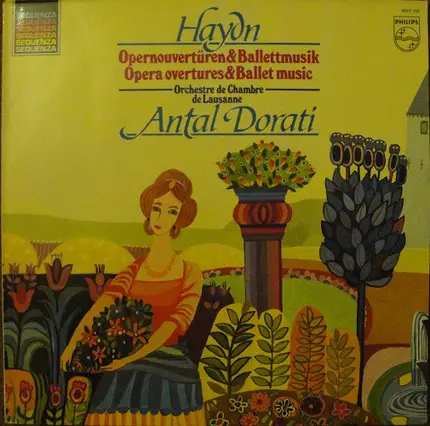 SEQUENZA
SEQUENZA
SEQUENZA
SEQUENZA
SEQUENZA
Haydn
PHILIPS
Opernouvertüren & Ballettmusik
Opera overtures & Ballet music
Orchestre de Chambre
de Lausanne
Antal Dorati